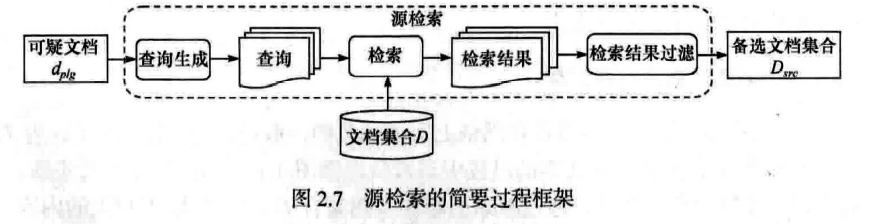 源检索
可疑文档
d_plg
查询生成
查询
检索
检索结果
检索结果过滤
备选文档集合
D_src
文档集合D
图 2.7 源检索的简要过程框架